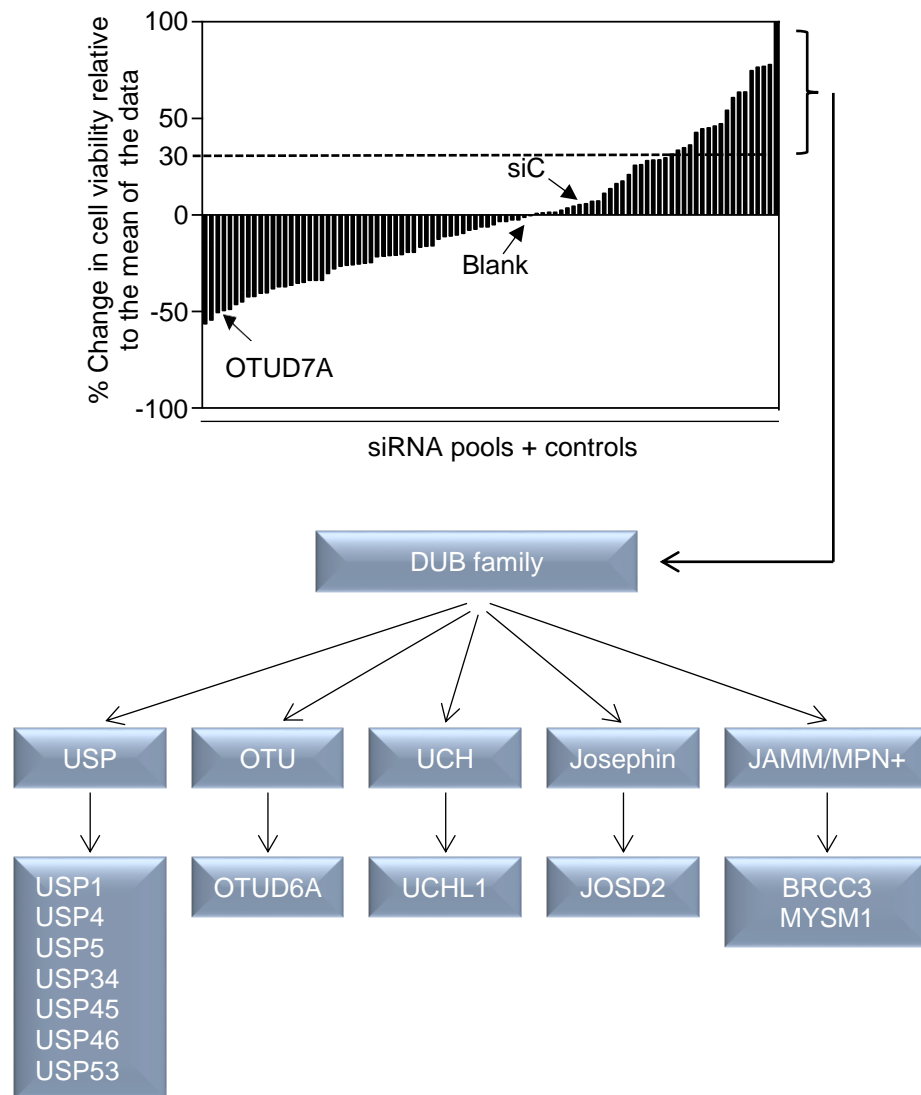 % Change in cell viability relative
to the mean of the data
100
50
30
0
-50
-100
siC
Blank
OTUD7A
siRNA pools + controls
DUB family
USP
OTU
UCH
Josephin
JAMM/MPN+
USP1
USP4
USP5
USP34
USP45
USP46
USP53
OTUD6A
UCHL1
JOSD2
BRCC3
MYSM1